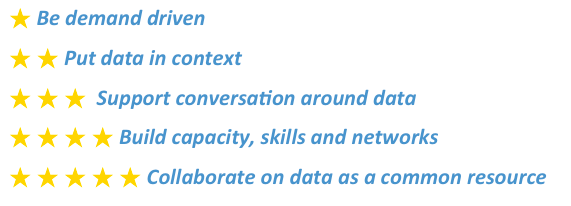 Be demand driven
Put data in context
Support conversation around data
Build capacity, skills and networks
Collaborate on data as a common resource